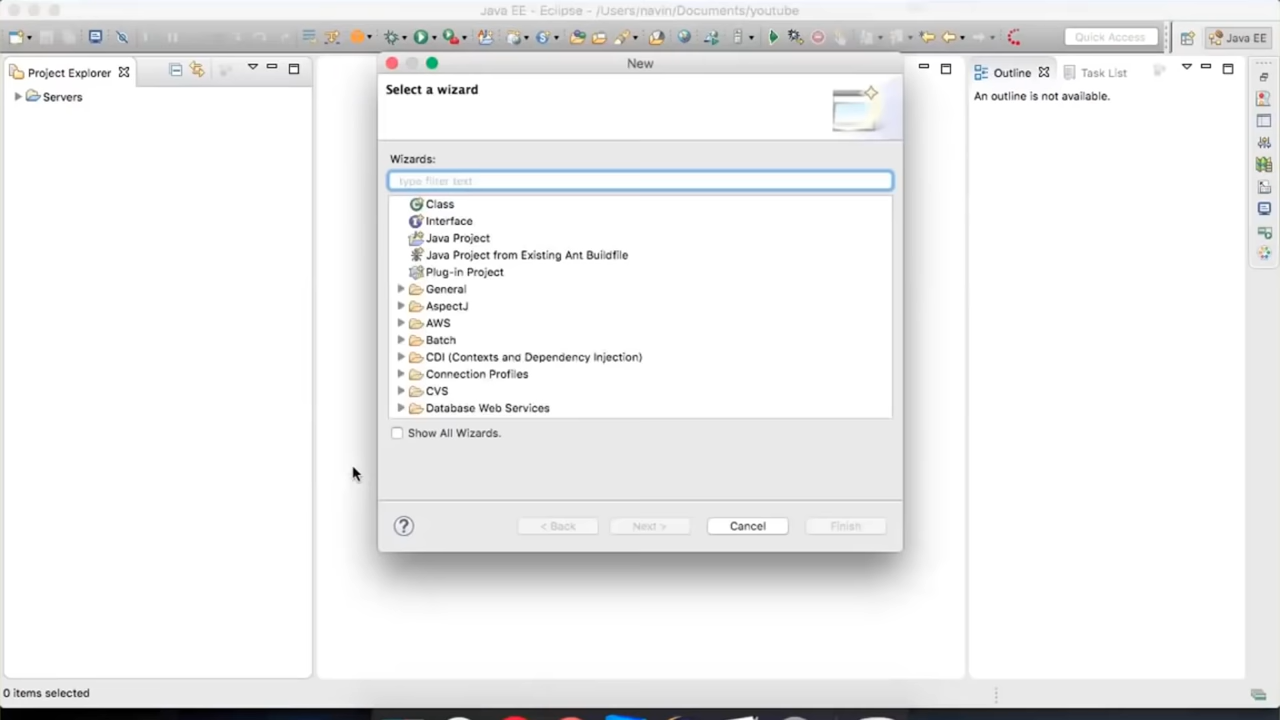 Java EE - Eclipse - /Users/navin/Documents/youtube
Quick Access
Java EE
Project Explorer
Servers
New
Select a wizard
Wizards:
type filter text
Class
Interface
Java Project
Java Project from Existing Ant Buildfile
Plug-in Project
General
AspectJ
AWS
Batch
CDI (Contexts and Dependency Injection)
Connection Profiles
CVS
Database Web Services
Show All Wizards.
?
< Back
Next >
Cancel
Finish
Outline
Task List
An outline is not available.
0 items selected